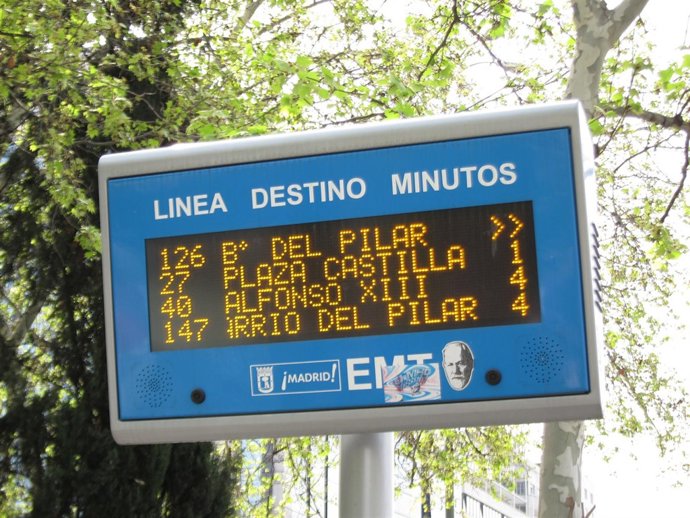 LINEA DESTINO MINUTOS
126 Bº DEL PILAR >>
27 PLAZA CASTILLA 1
40 ALFONSO XIII 4
147 IRRIO DEL PILAR 4
¡MADRID! EMT